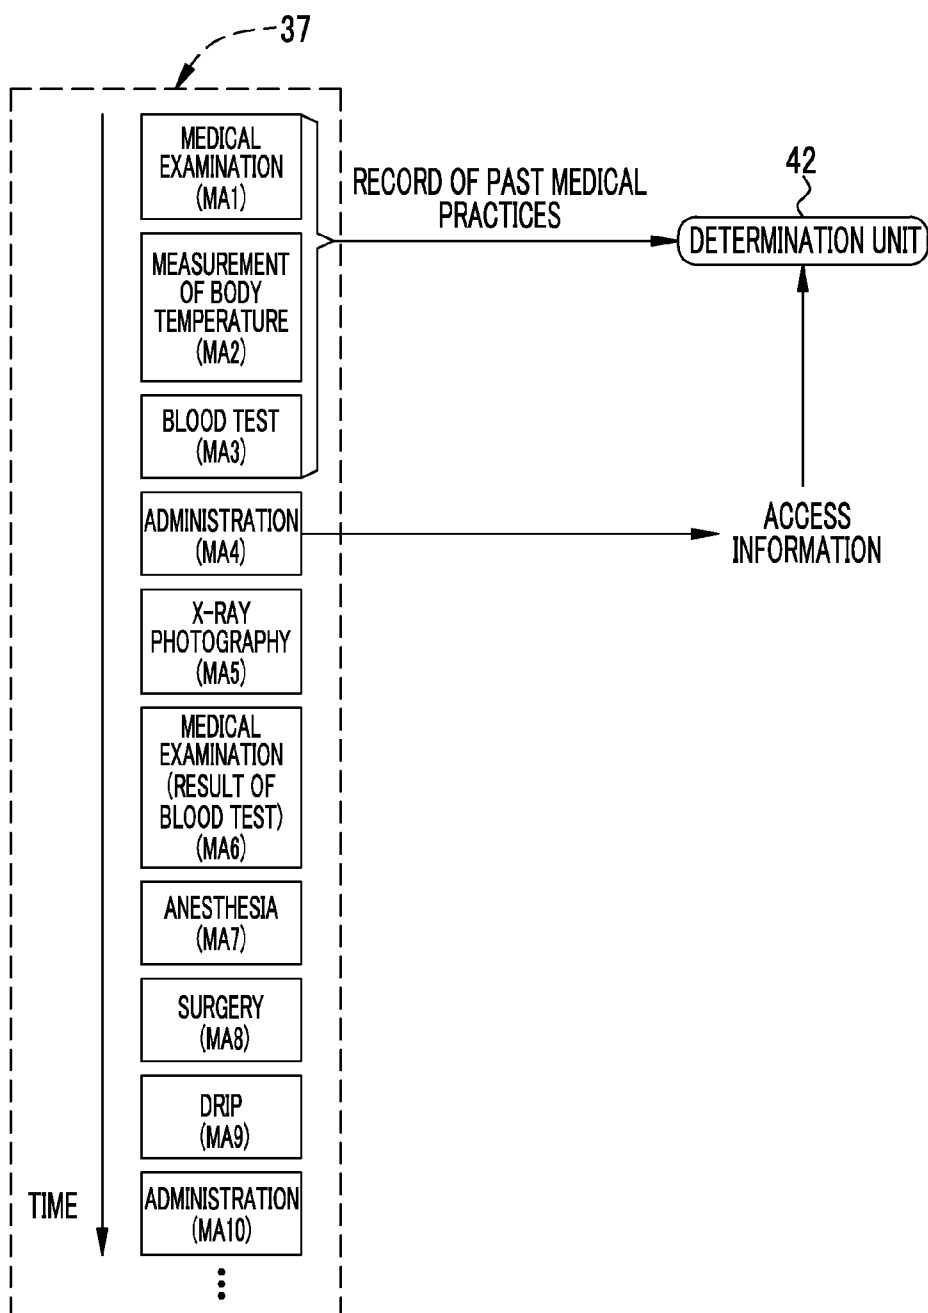 37
MEDICAL
EXAMINATION
(MA1)
RECORD OF PAST MEDICAL
PRACTICES
42
DETERMINATION UNIT
MEASUREMENT
OF BODY
TEMPERATURE
(MA2)
BLOOD TEST
(MA3)
ADMINISTRATION
(MA4)
ACCESS
INFORMATION
X-RAY
PHOTOGRAPHY
(MA5)
MEDICAL
EXAMINATION
(RESULT OF
BLOOD TEST)
(MA6)
ANESTHESIA
(MA7)
SURGERY
(MA8)
DRIP
(MA9)
TIME
ADMINISTRATION
(MA10)